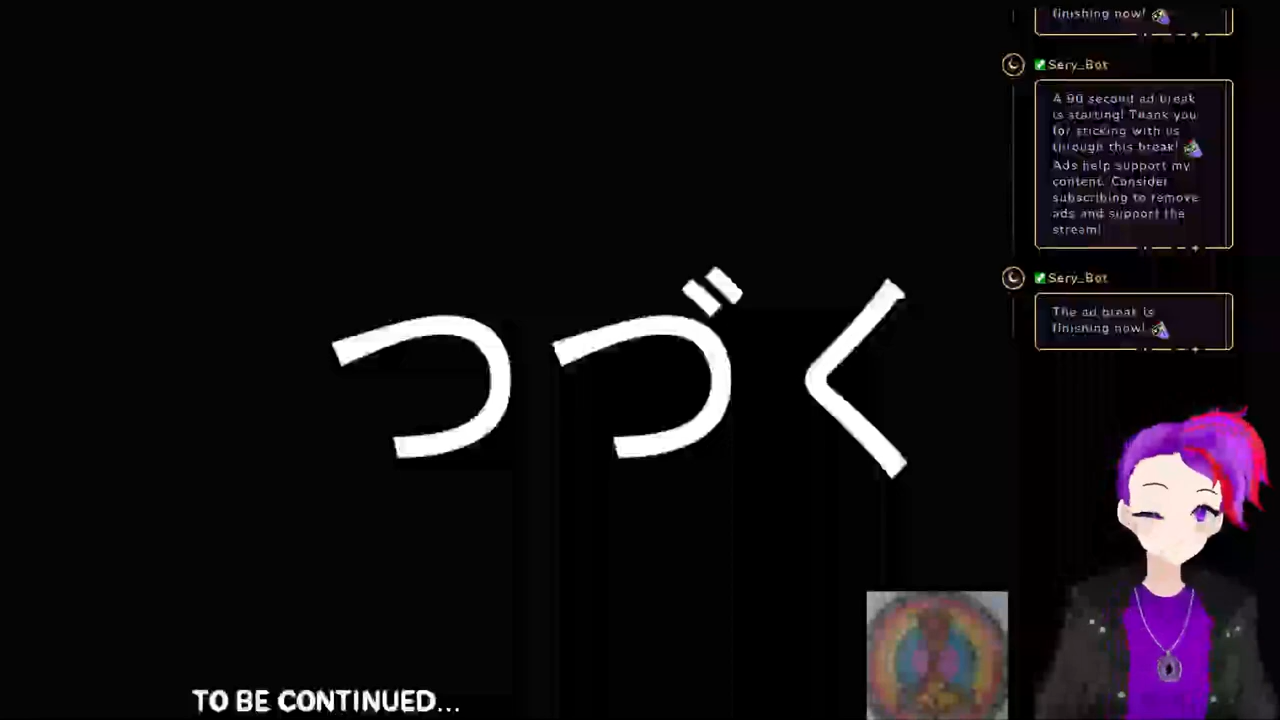 finishing now!
Sery_Bot
A 90 second ad break
is starting! Thank you
for sticking with us
through this break!
Ads help support my
content. Consider
subscribing to remove
ads and support the
stream!
Sery_Bot
The ad break is
finishing now!
つづく
TO BE CONTINUED...